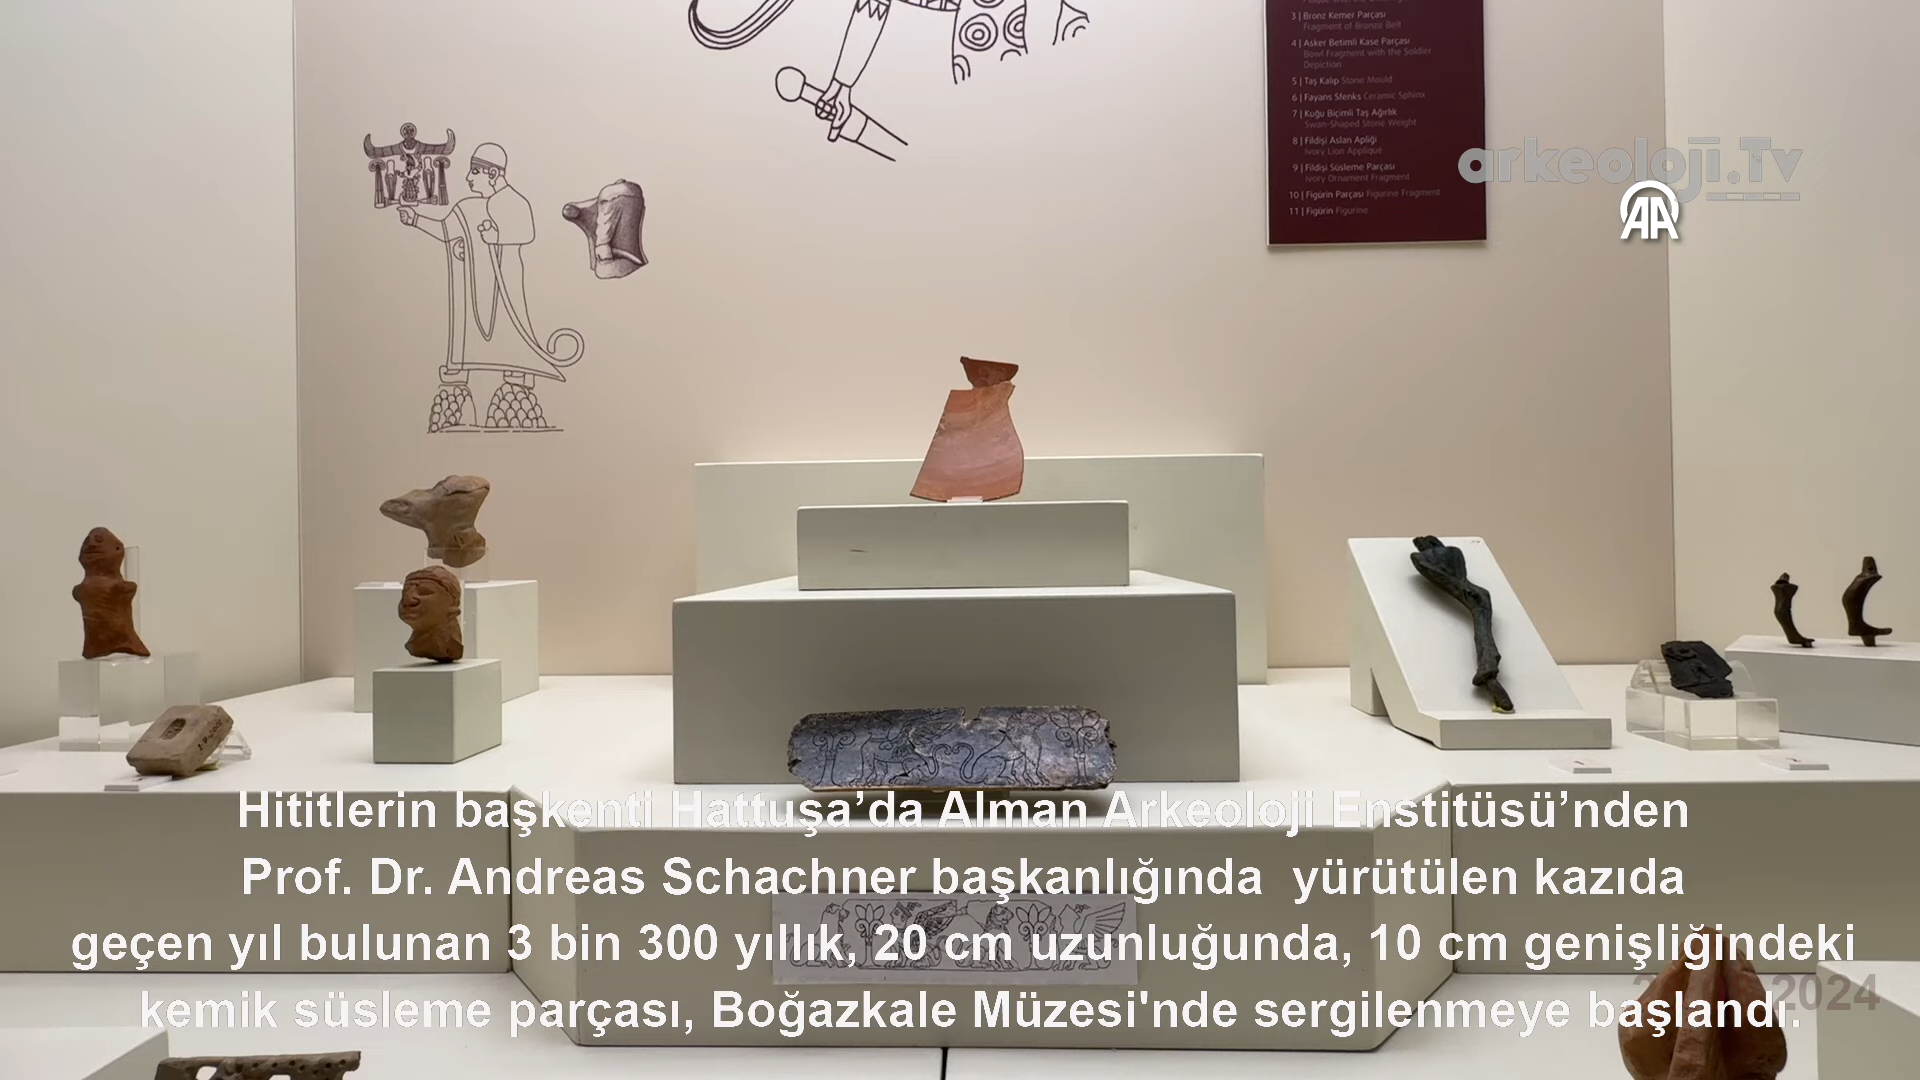 3 | Bronz Kemer Parçası
Fragment of Bronze Belt
4 | Asker Betimli Kase Parçası
Bowl Fragment with the Soldier
Depiction
5 | Taş Kalıp Stone Mould
6 | Fayans Sfenks Ceramic Sphinx
7 | Kuğu Biçimli Taş Ağırlık
Swan-Shaped Stone Weight
8 | Fildişi Aslan Apliği
Ivory Lion Appliqué
9 | Fildişi Süsleme Parçası
Ivory Ornament Fragment
10 | Figürin Parçası Figurine Fragment
11 | Figürin Figurine
arkeoloji.Tv
AA
Hititlerin başkenti Hattuşa’da Alman Arkeoloji Enstitüsü’nden
Prof. Dr. Andreas Schachner başkanlığında yürütülen kazıda
geçen yıl bulunan 3 bin 300 yıllık, 20 cm uzunluğunda, 10 cm genişliğindeki
kemik süsleme parçası, Boğazkale Müzesi'nde sergilenmeye başlandı.
2024